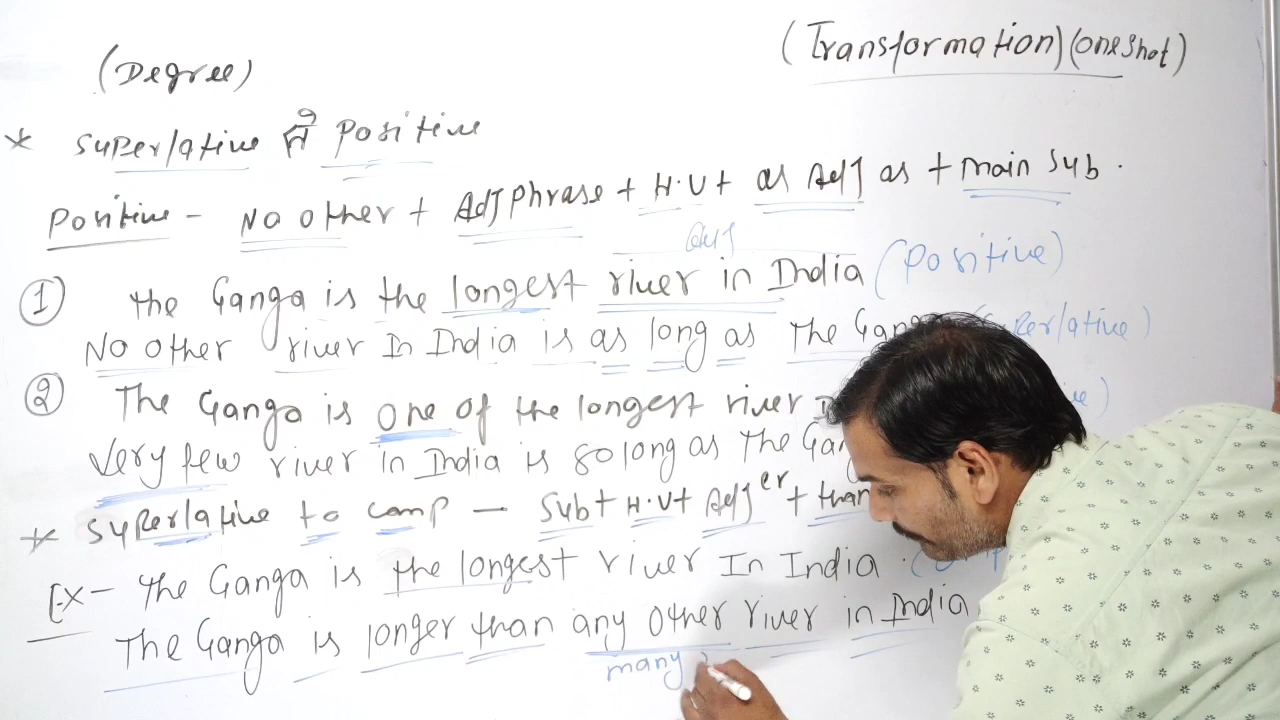 (Degree)
(Transformation) (oneshot)
* Superlative से Positive
Positive - No other + Adj Phrase + H.V + as Adj as + main Sub.
Adj
① the Ganga is the longest river in India (Positive)
No other river In India is as long as The
② The Ganga is one of the longest river
Very few river in India is so long as The
* Superlative to comp - Sub + H.V + Adj er + than
EX - the Ganga is the longest river In India.
The Ganga is longer than any other river in India
many